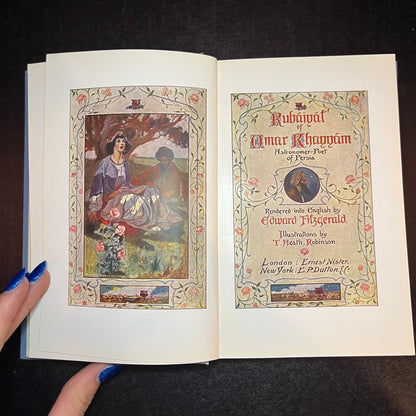 Rubáiyát
of
Omar Khayyám
Astronomer-Poet
of Persia.
Rendered into English by
Edward Fitzgerald.
Illustrations by
T. Heath. Robinson.
London: Ernest Nister.
New York: E. P. Dutton, & Co.